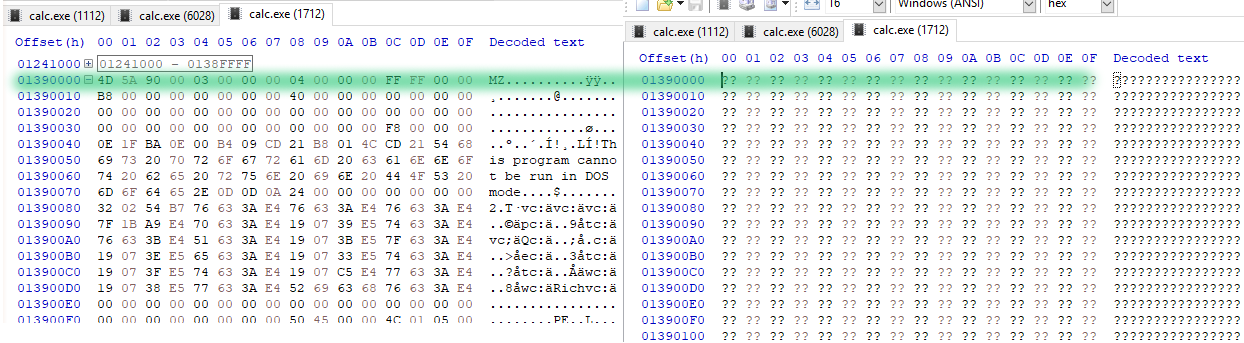 calc.exe (1112) calc.exe (6028) calc.exe (1712)
Offset(h) 00 01 02 03 04 05 06 07 08 09 0A 0B 0C 0D 0E 0F Decoded text
01241000 01241000 - 0138FFFF
01390000 4D 5A 90 00 03 00 00 00 04 00 00 00 FF FF 00 00 MZ..........ÿÿ..
01390010 B8 00 00 00 00 00 00 00 40 00 00 00 00 00 00 00 ¸.......@.......
01390020 00 00 00 00 00 00 00 00 00 00 00 00 00 00 00 00 ................
01390030 00 00 00 00 00 00 00 00 00 00 00 00 F8 00 00 00 ............ø...
01390040 0E 1F BA 0E 00 B4 09 CD 21 B8 01 4C CD 21 54 68 ..º..´.Í!¸.LÍ!Th
01390050 69 73 20 70 72 6F 67 72 61 6D 20 63 61 6E 6E 6F is program canno
01390060 74 20 62 65 20 72 75 6E 20 69 6E 20 44 4F 53 20 t be run in DOS
01390070 6D 6F 64 65 2E 0D 0D 0A 24 00 00 00 00 00 00 00 mode....$.......
01390080 32 02 54 B7 76 63 3A E4 76 63 3A E4 76 63 3A E4 2.T·vc:ävc:ävc:ä
01390090 7F 1B A9 E4 70 63 3A E4 19 07 39 E5 74 63 3A E4 ..©äpc:ä..9åtc:ä
013900A0 76 63 3B E4 51 63 3A E4 19 07 3B E5 7F 63 3A E4 vc;äQc:ä..;å.c:ä
013900B0 19 07 3E E5 65 63 3A E4 19 07 33 E5 74 63 3A E4 ..>åec:ä..3åtc:ä
013900C0 19 07 3F E5 74 63 3A E4 19 07 C5 E4 77 63 3A E4 ..?åtc:ä..Åäwc:ä
013900D0 19 07 38 E5 77 63 3A E4 52 69 63 68 76 63 3A E4 ..8åwc:äRichvc:ä
013900E0 00 00 00 00 00 00 00 00 00 00 00 00 00 00 00 00 ................
013900F0 00 00 00 00 00 00 00 00 50 45 00 00 4C 01 05 00 ........PE..L...
16 Windows (ANSI) hex
calc.exe (1112) calc.exe (6028) calc.exe (1712)
Offset(h) 00 01 02 03 04 05 06 07 08 09 0A 0B 0C 0D 0E 0F Decoded text
01390000 ?? ?? ?? ?? ?? ?? ?? ?? ?? ?? ?? ?? ?? ?? ?? ?? ????????????????
01390010 ?? ?? ?? ?? ?? ?? ?? ?? ?? ?? ?? ?? ?? ?? ?? ?? ????????????????
01390020 ?? ?? ?? ?? ?? ?? ?? ?? ?? ?? ?? ?? ?? ?? ?? ?? ????????????????
01390030 ?? ?? ?? ?? ?? ?? ?? ?? ?? ?? ?? ?? ?? ?? ?? ?? ????????????????
01390040 ?? ?? ?? ?? ?? ?? ?? ?? ?? ?? ?? ?? ?? ?? ?? ?? ????????????????
01390050 ?? ?? ?? ?? ?? ?? ?? ?? ?? ?? ?? ?? ?? ?? ?? ?? ????????????????
01390060 ?? ?? ?? ?? ?? ?? ?? ?? ?? ?? ?? ?? ?? ?? ?? ?? ????????????????
01390070 ?? ?? ?? ?? ?? ?? ?? ?? ?? ?? ?? ?? ?? ?? ?? ?? ????????????????
01390080 ?? ?? ?? ?? ?? ?? ?? ?? ?? ?? ?? ?? ?? ?? ?? ?? ????????????????
01390090 ?? ?? ?? ?? ?? ?? ?? ?? ?? ?? ?? ?? ?? ?? ?? ?? ????????????????
013900A0 ?? ?? ?? ?? ?? ?? ?? ?? ?? ?? ?? ?? ?? ?? ?? ?? ????????????????
013900B0 ?? ?? ?? ?? ?? ?? ?? ?? ?? ?? ?? ?? ?? ?? ?? ?? ????????????????
013900C0 ?? ?? ?? ?? ?? ?? ?? ?? ?? ?? ?? ?? ?? ?? ?? ?? ????????????????
013900D0 ?? ?? ?? ?? ?? ?? ?? ?? ?? ?? ?? ?? ?? ?? ?? ?? ????????????????
013900E0 ?? ?? ?? ?? ?? ?? ?? ?? ?? ?? ?? ?? ?? ?? ?? ?? ????????????????
013900F0 ?? ?? ?? ?? ?? ?? ?? ?? ?? ?? ?? ?? ?? ?? ?? ?? ????????????????
01390100 ?? ?? ?? ?? ?? ?? ?? ?? ?? ?? ?? ?? ?? ?? ?? ?? ????????????????